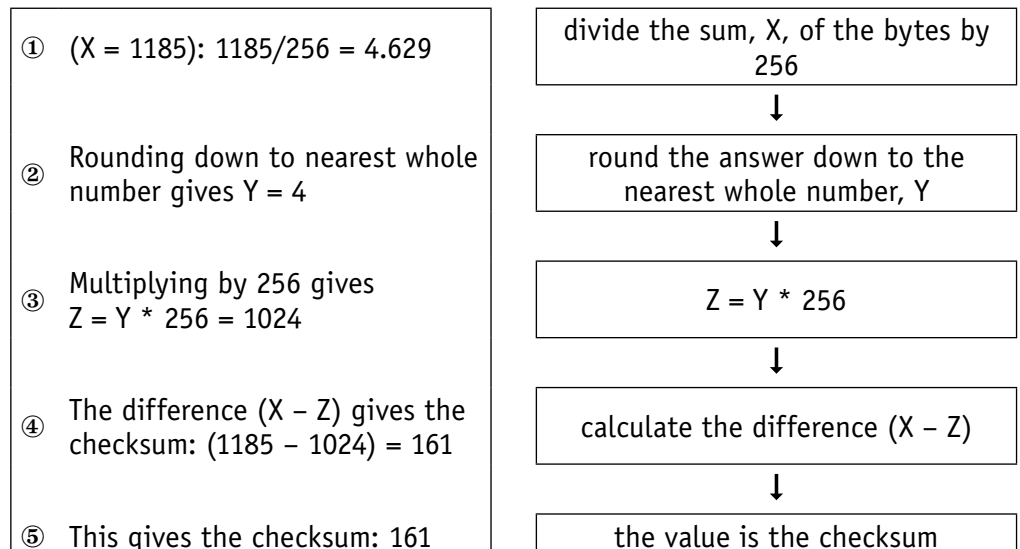 ① (X = 1185): 1185/256 = 4.629
② Rounding down to nearest whole
number gives Y = 4
③ Multiplying by 256 gives
Z = Y * 256 = 1024
④ The difference (X – Z) gives the
checksum: (1185 – 1024) = 161
⑤ This gives the checksum: 161
divide the sum, X, of the bytes by
256
round the answer down to the
nearest whole number, Y
Z = Y * 256
calculate the difference (X – Z)
the value is the checksum